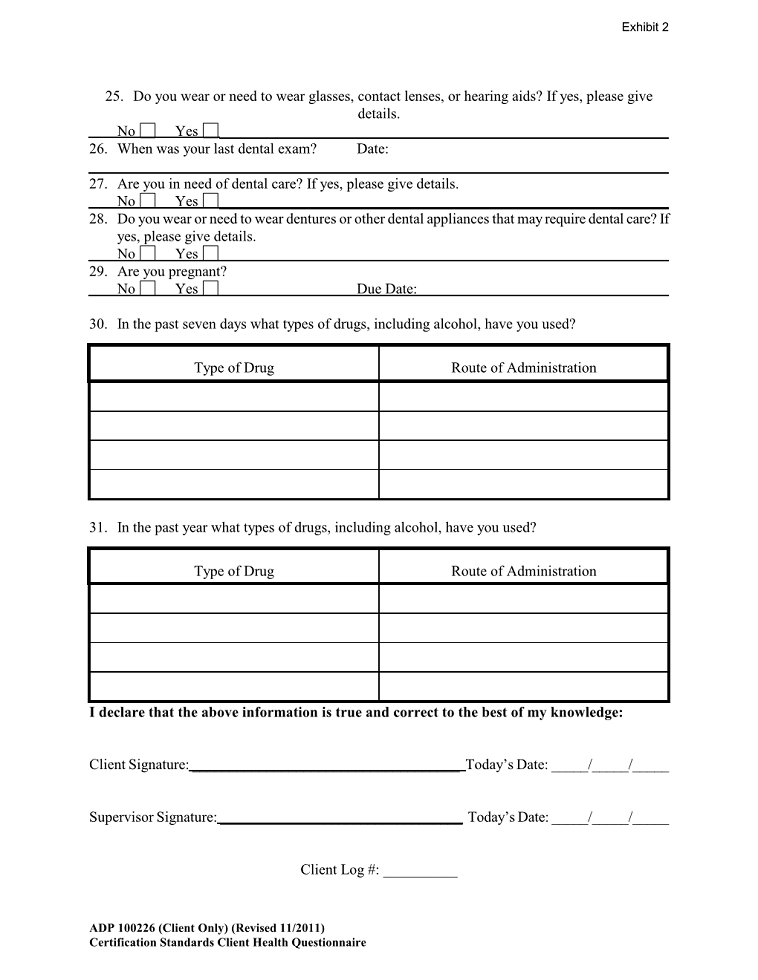 Exhibit 2
25. Do you wear or need to wear glasses, contact lenses, or hearing aids? If yes, please give
details.
No Yes
26. When was your last dental exam? Date:
27. Are you in need of dental care? If yes, please give details.
No Yes
28. Do you wear or need to wear dentures or other dental appliances that may require dental care? If
yes, please give details.
No Yes
29. Are you pregnant?
No Yes Due Date:
30. In the past seven days what types of drugs, including alcohol, have you used?
Type of Drug Route of Administration
31. In the past year what types of drugs, including alcohol, have you used?
Type of Drug Route of Administration
I declare that the above information is true and correct to the best of my knowledge:
Client Signature:____________________________________Today’s Date: _____/_____/_____
Supervisor Signature:________________________________ Today’s Date: _____/_____/_____
Client Log #: __________
ADP 100226 (Client Only) (Revised 11/2011)
Certification Standards Client Health Questionnaire